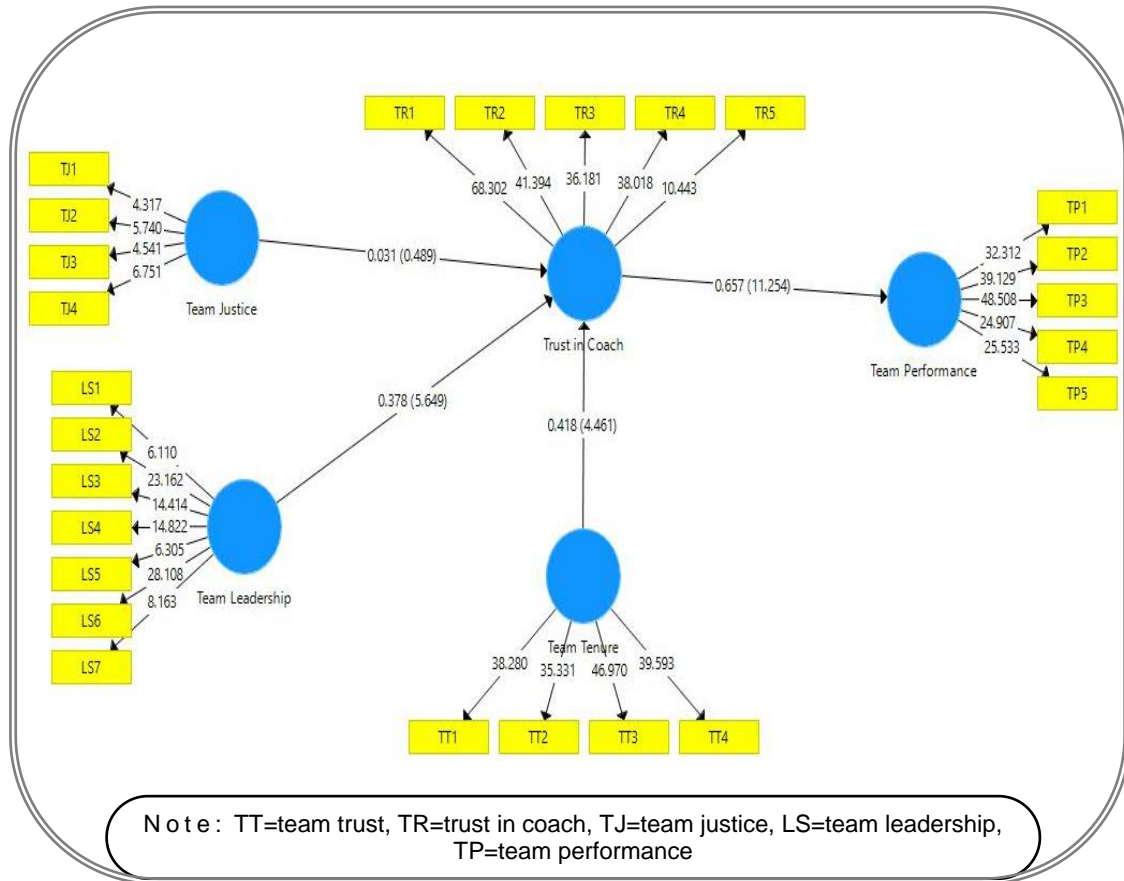 TR1 TR2 TR3 TR4 TR5
68.302 41.394 36.181 38.018 10.443
TJ1
TJ2
TJ3
TJ4
4.317
5.740
4.541
6.751
Team Justice
0.031 (0.489)
Trust in Coach
0.657 (11.254)
TP1
TP2
TP3
TP4
TP5
32.312
39.129
48.508
24.907
25.533
Team Performance
LS1
LS2
LS3
LS4
LS5
LS6
LS7
6.110
23.162
14.414
14.822
6.305
28.108
8.163
Team Leadership
0.378 (5.649)
0.418 (4.461)
Team Tenure
38.280 35.331 46.970 39.593
TT1 TT2 TT3 TT4
Note: TT=team trust, TR=trust in coach, TJ=team justice, LS=team leadership,
TP=team performance